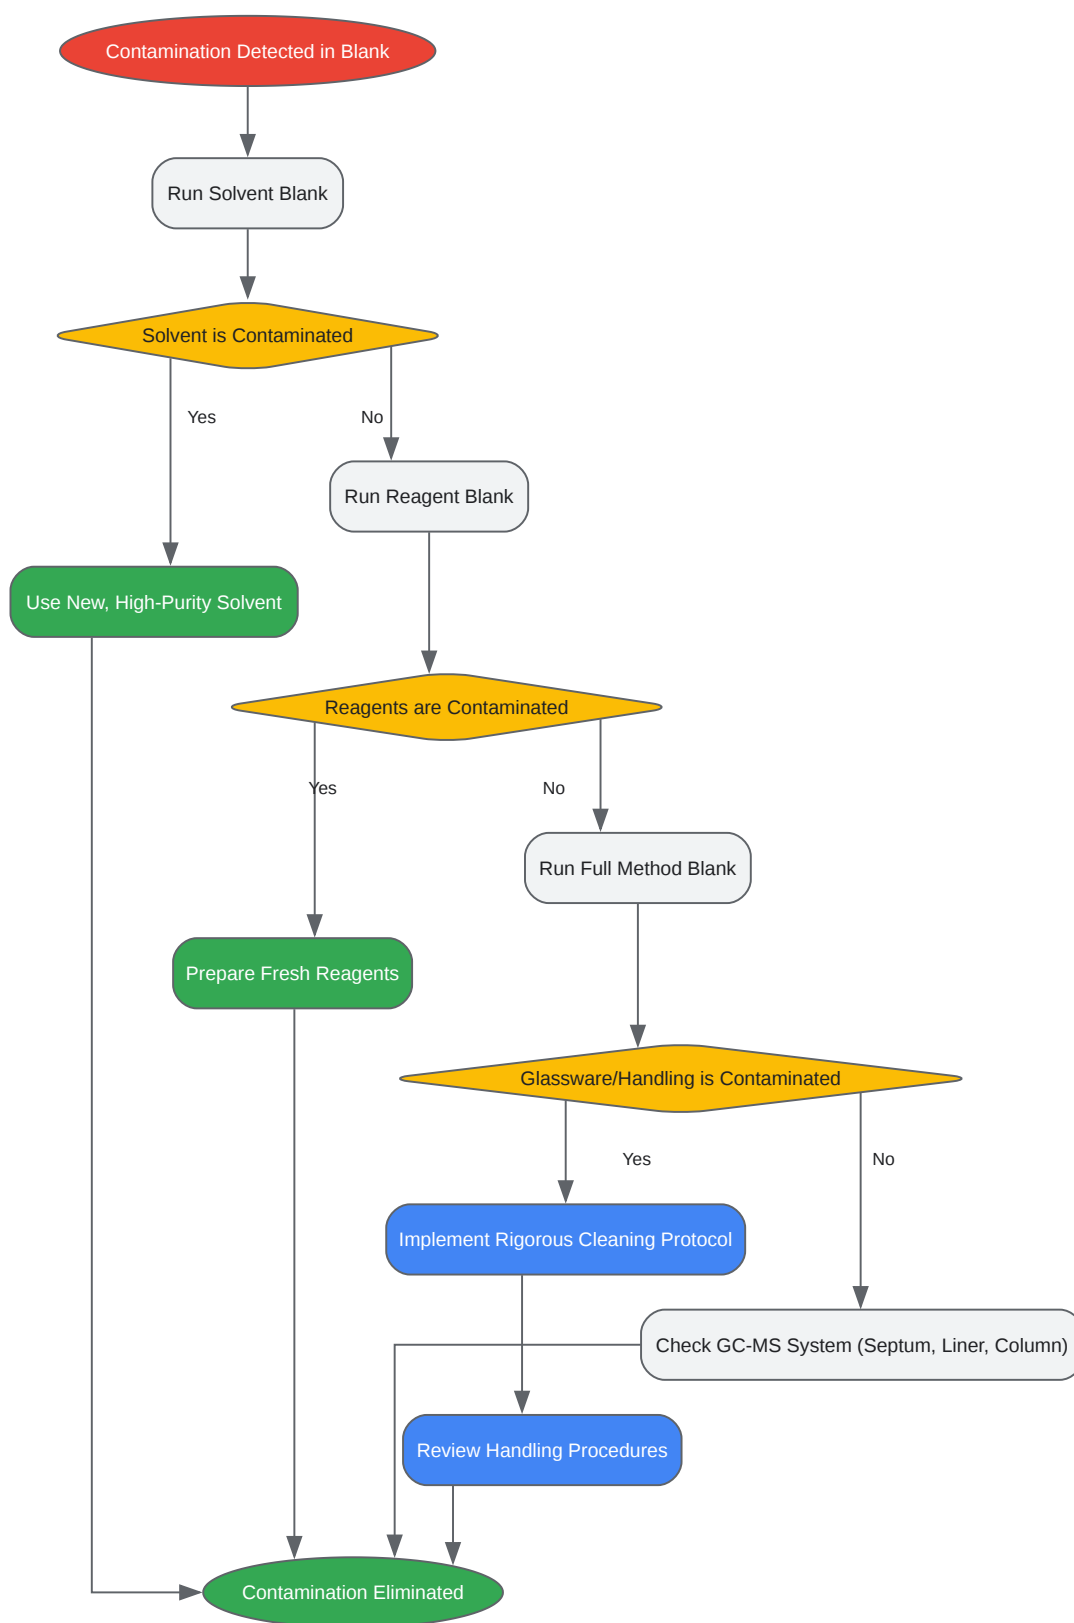 Contamination Detected in Blank
Run Solvent Blank
Solvent is Contaminated
Yes
No
Run Reagent Blank
Use New, High-Purity Solvent
Reagents are Contaminated
Yes
No
Run Full Method Blank
Prepare Fresh Reagents
Glassware/Handling is Contaminated
Yes
No
Implement Rigorous Cleaning Protocol
Check GC-MS System (Septum, Liner, Column)
Review Handling Procedures
Contamination Eliminated